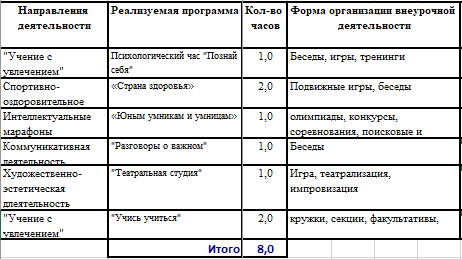 Направления Реализуемая программа Кол-во Форма организации внеурочной
деятельности часов деятельности
"Учение с Психологический час "Познай 1,0 Беседы, игры, тренинги
увлечением" себя"
Спортивно- «Страна здоровья» 2,0 Подвижные игры, беседы
оздоровительное
Интеллектуальные «Юным умникам и умницам» 1,0 олимпиады, конкурсы,
марафоны соревнования, поисковые и
Коммуникативная "Разговоры о важном" 1,0 Беседы
деятельность
Художественно- "Театральная студия" 1,0 Игра, театрализация,
эстетическая импровизация
длеятельность
"Учение с "Учись учиться" 2,0 кружки, секции, факультативы,
увлечением"
Итого 8,0